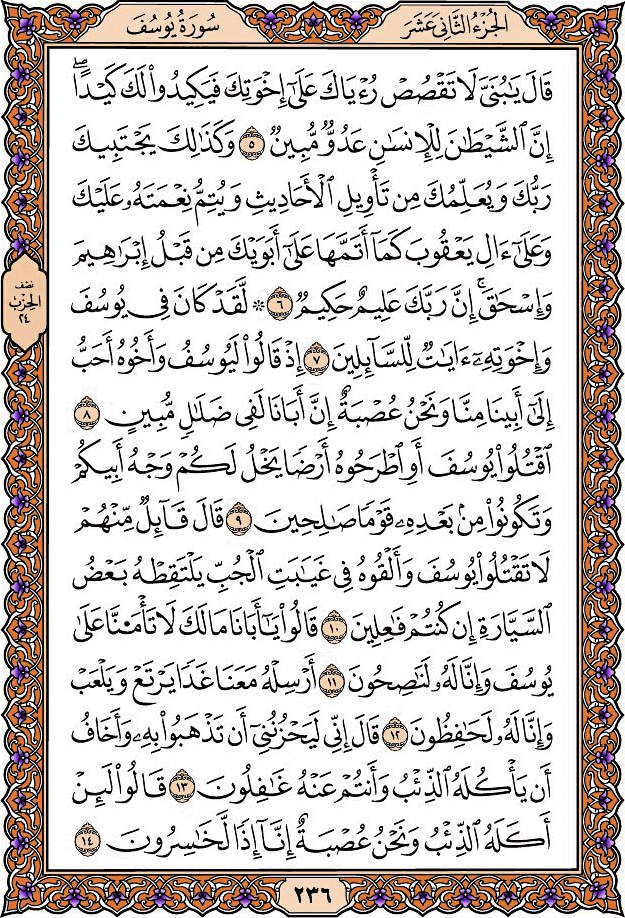 الجُزْءُ الثَّانِي عَشَرَ
سُورَةُ يُوسُفَ
قَالَ يَٰبُنَيَّ لَا تَقۡصُصۡ رُءۡيَاكَ عَلَىٰٓ إِخۡوَتِكَ فَيَكِيدُواْ لَكَ كَيۡدًاۖ
إِنَّ ٱلشَّيۡطَٰنَ لِلۡإِنسَٰنِ عَدُوّٞ مُّبِينٞ ٥ وَكَذَٰلِكَ يَجۡتَبِيكَ
رَبُّكَ وَيُعَلِّمُكَ مِن تَأۡوِيلِ ٱلۡأَحَادِيثِ وَيُتِمُّ نِعۡمَتَهُۥ عَلَيۡكَ
وَعَلَىٰٓ ءَالِ يَعۡقُوبَ كَمَآ أَتَمَّهَا عَلَىٰٓ أَبَوَيۡكَ مِن قَبۡلُ إِبۡرَٰهِيمَ
وَإِسۡحَٰقَۚ إِنَّ رَبَّكَ عَلِيمٌ حَكِيمٞ ٦ ۞ لَّقَدۡ كَانَ فِي يُوسُفَ
وَإِخۡوَتِهِۦٓ ءَايَٰتٞ لِّلسَّآئِلِينَ ٧ إِذۡ قَالُواْ لَيُوسُفُ وَأَخُوهُ أَحَبُّ
إِلَىٰٓ أَبِينَا مِنَّا وَنَحۡنُ عُصۡبَةٌ إِنَّ أَبَانَا لَفِي ضَلَٰلٖ مُّبِينٍ ٨
ٱقۡتُلُواْ يُوسُفَ أَوِ ٱطۡرَحُوهُ أَرۡضٗا يَخۡلُ لَكُمۡ وَجۡهُ أَبِيكُمۡ
وَتَكُونُواْ مِنۢ بَعۡدِهِۦ قَوۡمٗا صَٰلِحِينَ ٩ قَالَ قَآئِلٞ مِّنۡهُمۡ
لَا تَقۡتُلُواْ يُوسُفَ وَأَلۡقُوهُ فِي غَيَٰبَتِ ٱلۡجُبِّ يَلۡتَقِطۡهُ بَعۡضُ
ٱلسَّيَّارَةِ إِن كُنتُمۡ فَٰعِلِينَ ١٠ قَالُواْ يَٰٓأَبَانَا مَالَكَ لَا تَأۡمَ۬نَّا عَلَىٰ
يُوسُفَ وَإِنَّا لَهُۥ لَنَٰصِحُونَ ١١ أَرۡسِلۡهُ مَعَنَا غَدٗا يَرۡتَعۡ وَيَلۡعَبۡ
وَإِنَّا لَهُۥ لَحَٰفِظُونَ ١٢ قَالَ إِنِّي لَيَحۡزُنُنِيٓ أَن تَذۡهَبُواْ بِهِۦ وَأَخَافُ
أَن يَأۡكُلَهُ ٱلذِّئۡبُ وَأَنتُمۡ عَنۡهُ غَٰفِلُونَ ١٣ قَالُواْ لَئِنۡ
أَكَلَهُ ٱلذِّئۡبُ وَنَحۡنُ عُصۡبَةٌ إِنَّآ إِذٗا لَّخَٰسِرُونَ ١٤
نصف
الحزب
٢٤
٢٣٦